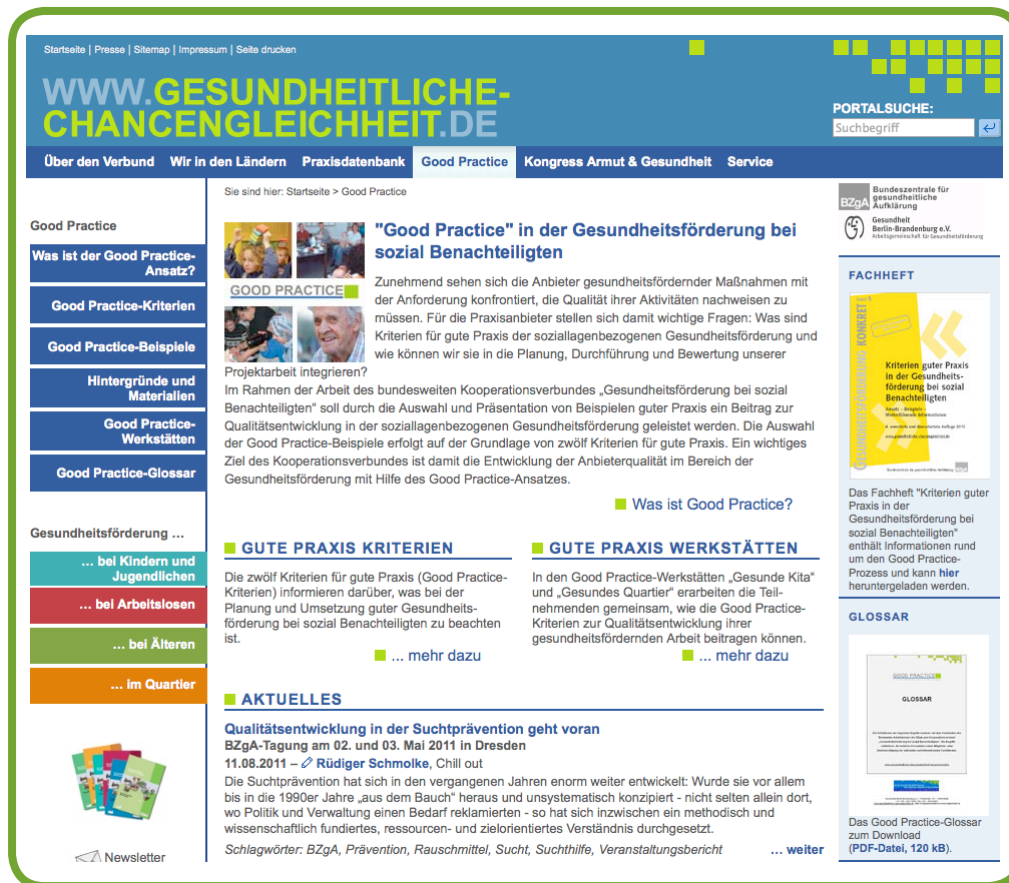 Startseite | Presse | Sitemap | Impressum | Seite drucken
WWW.GESUNDHEITLICHE-
CHANCENGLEICHHEIT.DE
PORTALSUCHE:
Suchbegriff
Über den Verbund Wir in den Ländern Praxisdatenbank Good Practice Kongress Armut & Gesundheit Service
Sie sind hier: Startseite > Good Practice
Good Practice
Was ist der Good Practice-
Ansatz?
Good Practice-Kriterien
Good Practice-Beispiele
Hintergründe und
Materialien
Good Practice-
Werkstätten
Good Practice-Glossar
Gesundheitsförderung ...
... bei Kindern und
Jugendlichen
... bei Arbeitslosen
... bei Älteren
... im Quartier
Newsletter
GOOD PRACTICE
"Good Practice" in der Gesundheitsförderung bei
sozial Benachteiligten
Zunehmend sehen sich die Anbieter gesundheitsfördernder Maßnahmen mit
der Anforderung konfrontiert, die Qualität ihrer Aktivitäten nachweisen zu
müssen. Für die Praxisanbieter stellen sich damit wichtige Fragen: Was sind
Kriterien für gute Praxis der soziallagenbezogenen Gesundheitsförderung und
wie können wir sie in die Planung, Durchführung und Bewertung unserer
Projektarbeit integrieren?
Im Rahmen der Arbeit des bundesweiten Kooperationsverbundes „Gesundheitsförderung bei sozial
Benachteiligten“ soll durch die Auswahl und Präsentation von Beispielen guter Praxis ein Beitrag zur
Qualitätsentwicklung in der soziallagenbezogenen Gesundheitsförderung geleistet werden. Die Auswahl
der Good Practice-Beispiele erfolgt auf der Grundlage von zwölf Kriterien für gute Praxis. Ein wichtiges
Ziel des Kooperationsverbundes ist damit die Entwicklung der Anbieterqualität im Bereich der
Gesundheitsförderung mit Hilfe des Good Practice-Ansatzes.
Was ist Good Practice?
GUTE PRAXIS KRITERIEN
Die zwölf Kriterien für gute Praxis (Good Practice-
Kriterien) informieren darüber, was bei der
Planung und Umsetzung guter Gesundheits-
förderung bei sozial Benachteiligten zu beachten
ist.
... mehr dazu
GUTE PRAXIS WERKSTÄTTEN
In den Good Practice-Werkstätten „Gesunde Kita“
und „Gesundes Quartier“ erarbeiten die Teil-
nehmenden gemeinsam, wie die Good Practice-
Kriterien zur Qualitätsentwicklung ihrer
gesundheitsfördernden Arbeit beitragen können.
... mehr dazu
AKTUELLES
Qualitätsentwicklung in der Suchtprävention geht voran
BZgA-Tagung am 02. und 03. Mai 2011 in Dresden
11.08.2011 – Rüdiger Schmolke, Chill out
Die Suchtprävention hat sich in den vergangenen Jahren enorm weiter entwickelt: Wurde sie vor allem
bis in die 1990er Jahre „aus dem Bauch“ heraus und unsystematisch konzipiert - nicht selten allein dort,
wo Politik und Verwaltung einen Bedarf reklamierten - so hat sich inzwischen ein methodisch und
wissenschaftlich fundiertes, ressourcen- und zielorientiertes Verständnis durchgesetzt.
Schlagwörter: BZgA, Prävention, Rauschmittel, Sucht, Suchthilfe, Veranstaltungsbericht ... weiter
BZgA
Bundeszentrale für
gesundheitliche
Aufklärung
Gesundheit
Berlin-Brandenburg e.V.
Arbeitsgemeinschaft für Gesundheitsförderung
FACHHEFT
GESUNDHEITSFÖRDERUNG KONKRET
Kriterien guter Praxis
in der Gesundheits-
förderung bei sozial
Benachteiligten
Das Fachheft "Kriterien guter
Praxis in der
Gesundheitsförderung bei
sozial Benachteiligten"
enthält Informationen rund
um den Good Practice-
Prozess und kann hier
heruntergeladen werden.
GLOSSAR
GOOD PRACTICE
GLOSSAR
Das Good Practice-Glossar
zum Download
(PDF-Datei, 120 kB).